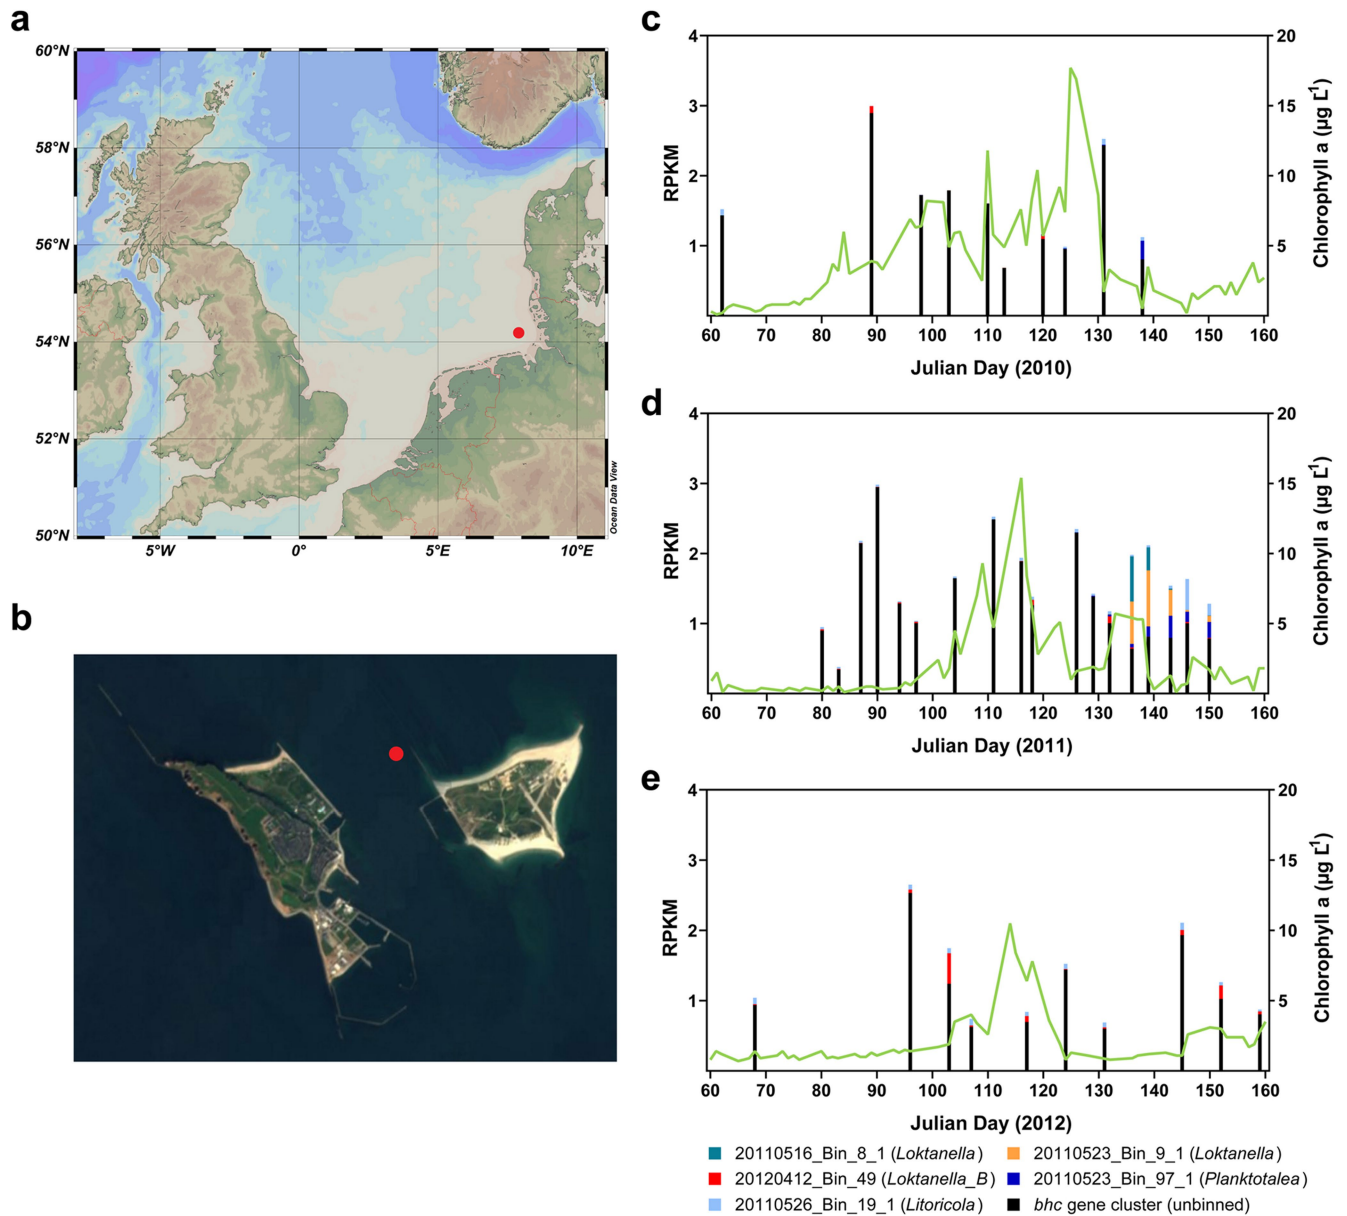 a
60°N
58°N
56°N
54°N
52°N
50°N
5°W 0° 5°E 10°E
Ocean Data View
b
c
4
3
2
1
RPKM
20
15
10
5
Chlorophyll a (µg L-1)
60 70 80 90 100 110 120 130 140 150 160
Julian Day (2010)
d
4
3
2
1
RPKM
20
15
10
5
Chlorophyll a (µg L-1)
60 70 80 90 100 110 120 130 140 150 160
Julian Day (2011)
e
4
3
2
1
RPKM
20
15
10
5
Chlorophyll a (µg L-1)
60 70 80 90 100 110 120 130 140 150 160
Julian Day (2012)
20110516_Bin_8_1 (Loktanella) 20110523_Bin_9_1 (Loktanella)
20120412_Bin_49 (Loktanella_B) 20110523_Bin_97_1 (Planktotalea)
20110526_Bin_19_1 (Litoricola) bhc gene cluster (unbinned)